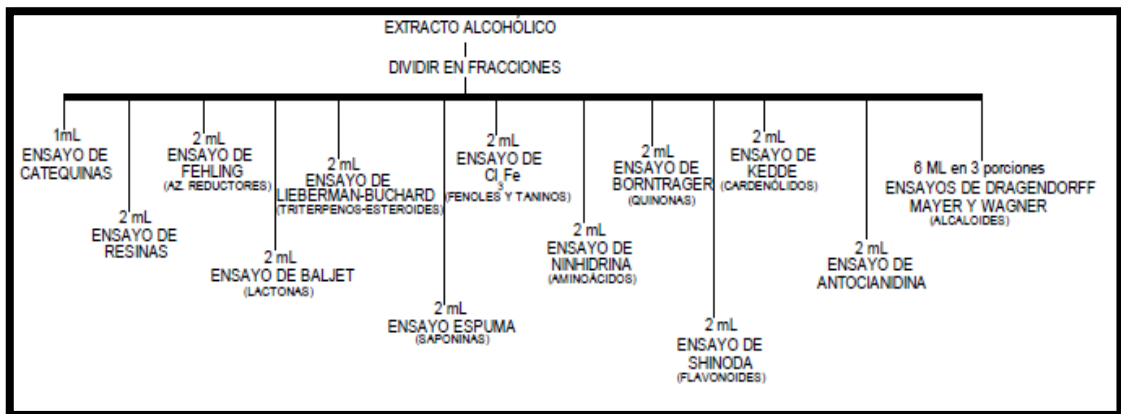 EXTRACTO ALCOHÓLICO
DIVIDIR EN FRACCIONES
1mL
ENSAYO DE
CATEQUINAS
2 mL
ENSAYO DE
RESINAS
2 mL
ENSAYO DE
FEHLING
(AZ. REDUCTORES)
2 mL
ENSAYO DE BALJET
(LACTONAS)
2 mL
ENSAYO DE
LIEBERMAN-BUCHARD
(TRITERPENOS-ESTEROIDES)
2 mL
ENSAYO ESPUMA
(SAPONINAS)
2 mL
ENSAYO DE
Cl3Fe
(FENOLES Y TANINOS)
2 mL
ENSAYO DE
NINHIDRINA
(AMINOÁCIDOS)
2 mL
ENSAYO DE
BORNTRAGER
(QUINONAS)
2 mL
ENSAYO DE
SHINODA
(FLAVONOIDES)
2 mL
ENSAYO DE
KEDDE
(CARDENÓLIDOS)
2 mL
ENSAYO DE
ANTOCIANIDINA
6 ML en 3 porciones
ENSAYOS DE DRAGENDORFF
MAYER Y WAGNER
(ALCALOIDES)